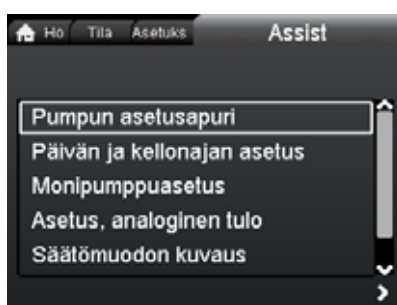 Ho Tila Asetuks Assist
Pumpun asetusapuri
Päivän ja kellonajan asetus
Monipumppuasetus
Asetus, analoginen tulo
Säätömuodon kuvaus